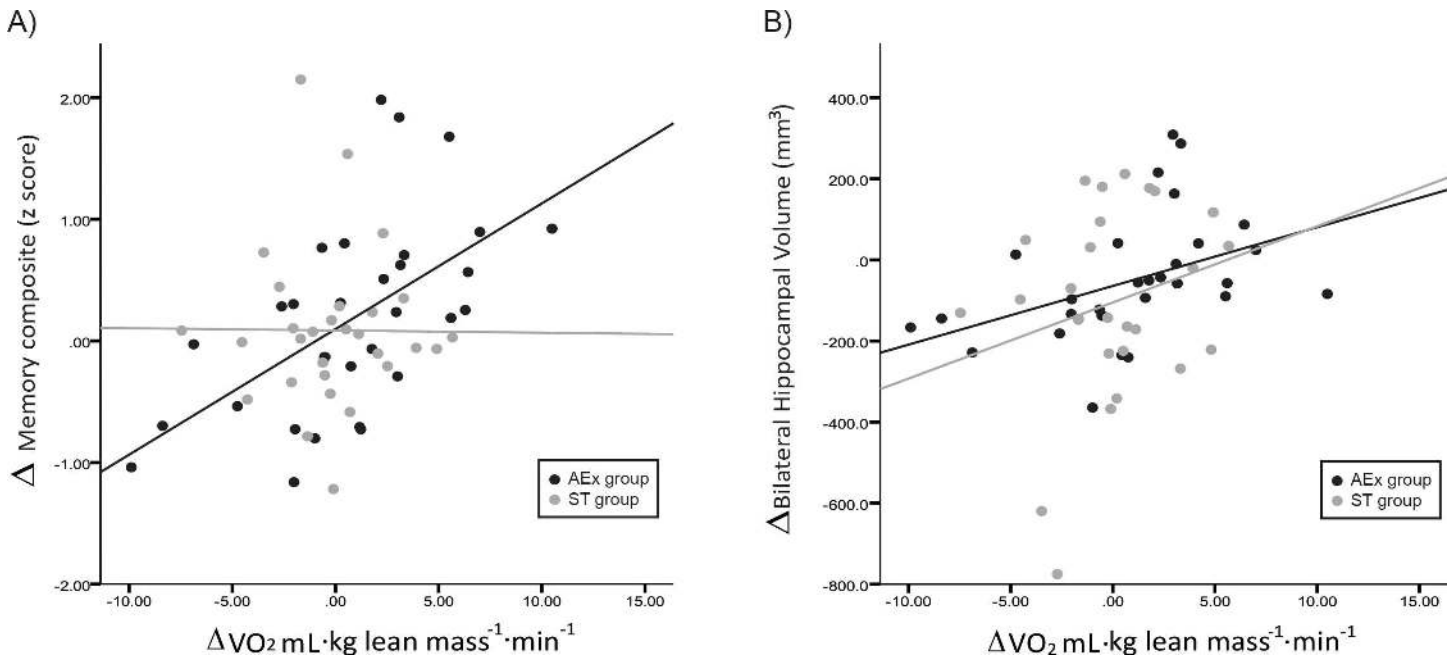 A)
Δ Memory composite (z score)
2.00
1.00
.00
-1.00
-2.00
-10.00 -5.00 .00 5.00 10.00 15.00
AEx group
ST group
ΔVO₂ mL·kg lean mass⁻¹·min⁻¹
B)
ΔBilateral Hippocampal Volume (mm³)
400.0
200.0
.0
-200.0
-400.0
-600.0
-800.0
-10.00 -5.00 .00 5.00 10.00 15.00
AEx group
ST group
ΔVO₂ mL·kg lean mass⁻¹·min⁻¹